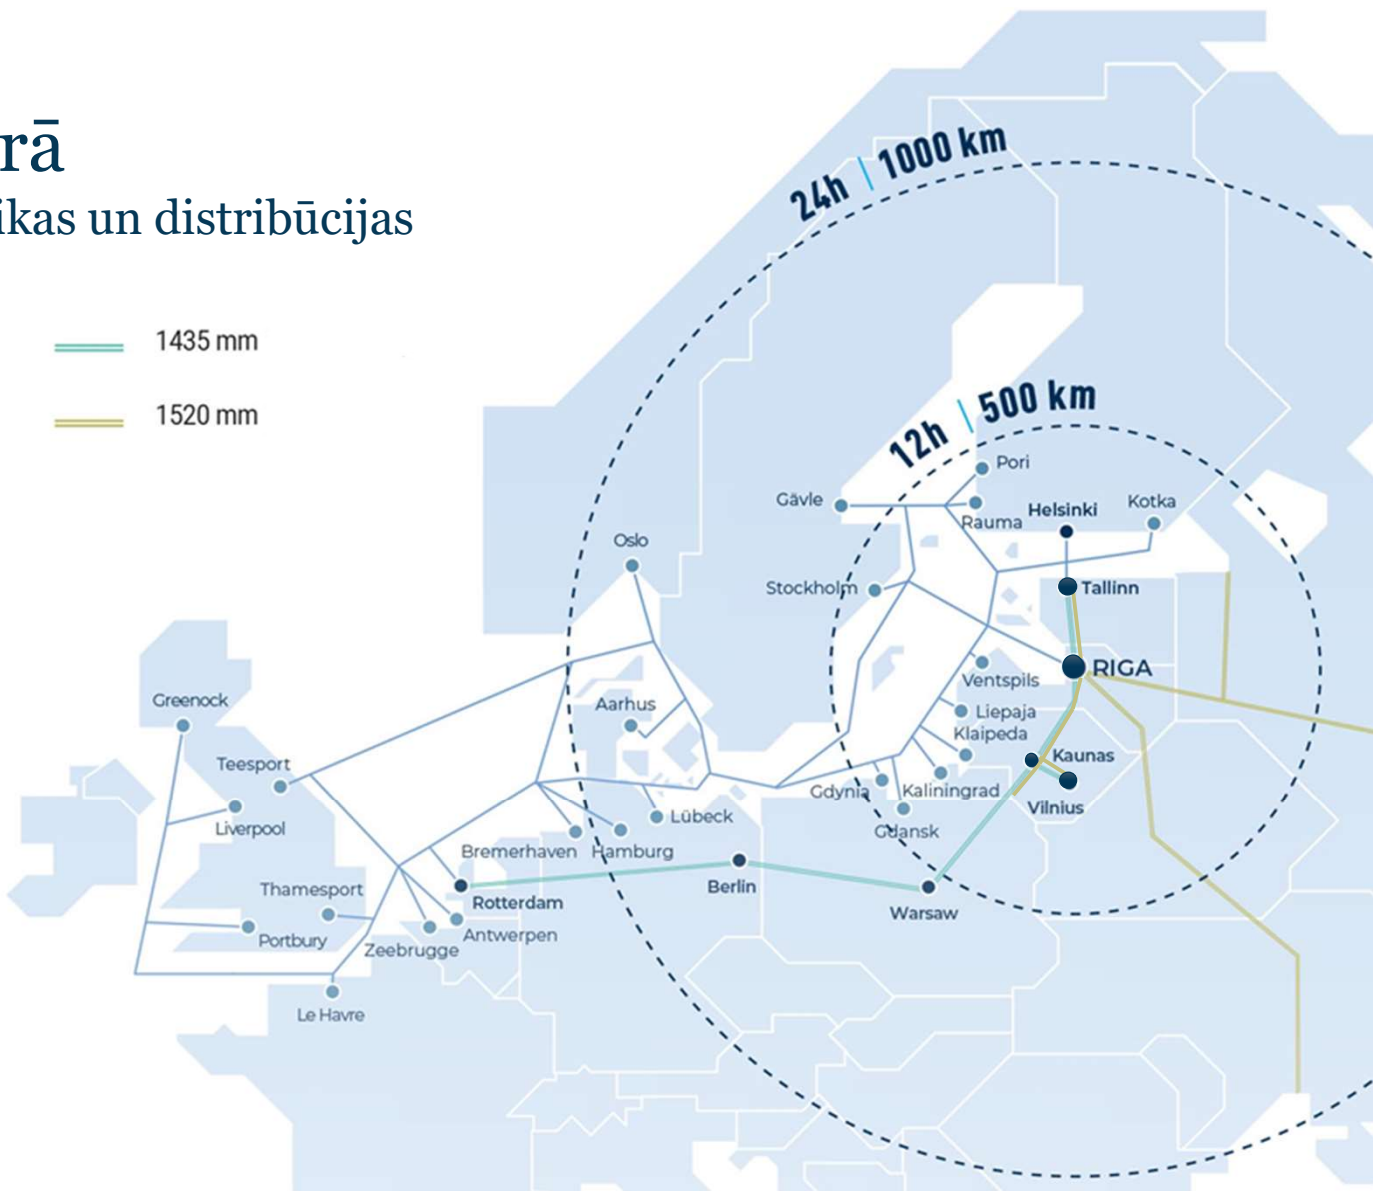 rā
ikas un distribūcijas
1435 mm
1520 mm
24h | 1000 km
12h | 500 km
Pori
Gävle
Rauma
Helsinki
Kotka
Oslo
Stockholm
Tallinn
RIGA
Ventspils
Greenock
Aarhus
Liepaja
Klaipeda
Teesport
Kaunas
Gdynia
Kaliningrad
Vilnius
Liverpool
Lübeck
Gdansk
Bremerhaven
Hamburg
Thamesport
Berlin
Rotterdam
Warsaw
Portbury
Zeebrugge
Antwerpen
Le Havre